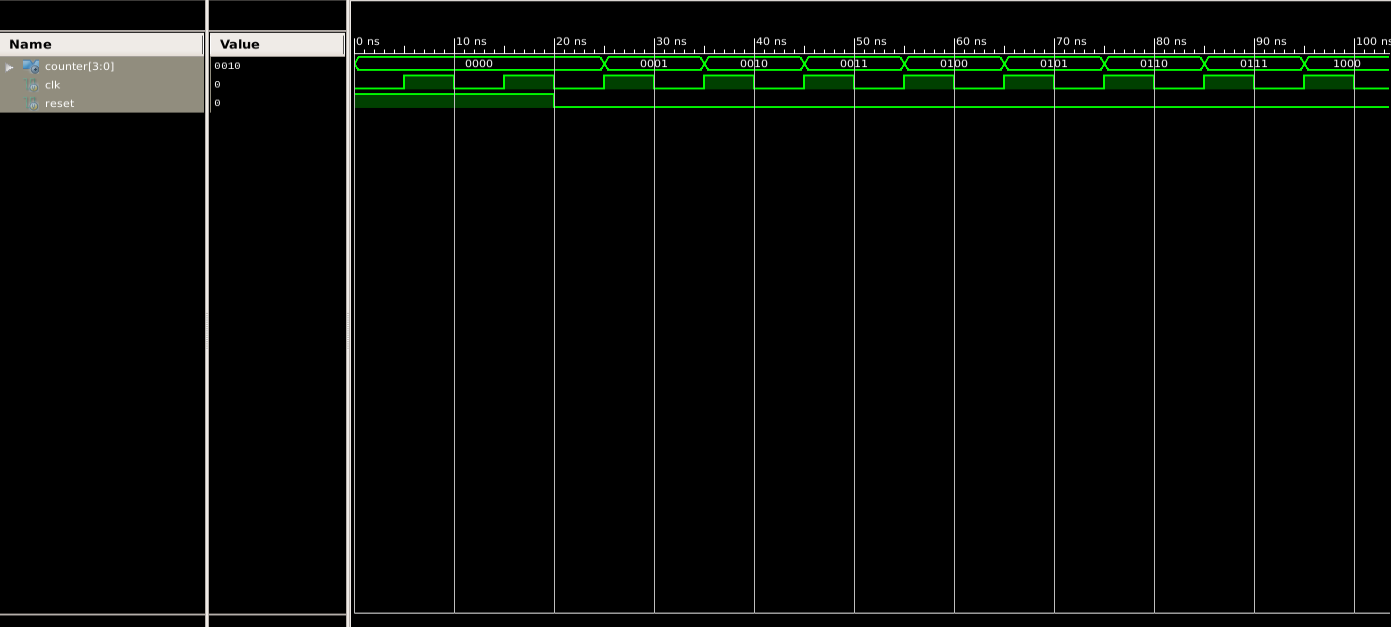 Name Value 0 ns 10 ns 20 ns 30 ns 40 ns 50 ns 60 ns 70 ns 80 ns 90 ns 100 ns
counter[3:0] 0010 0000 0001 0010 0011 0100 0101 0110 0111 1000
clk 0
reset 0